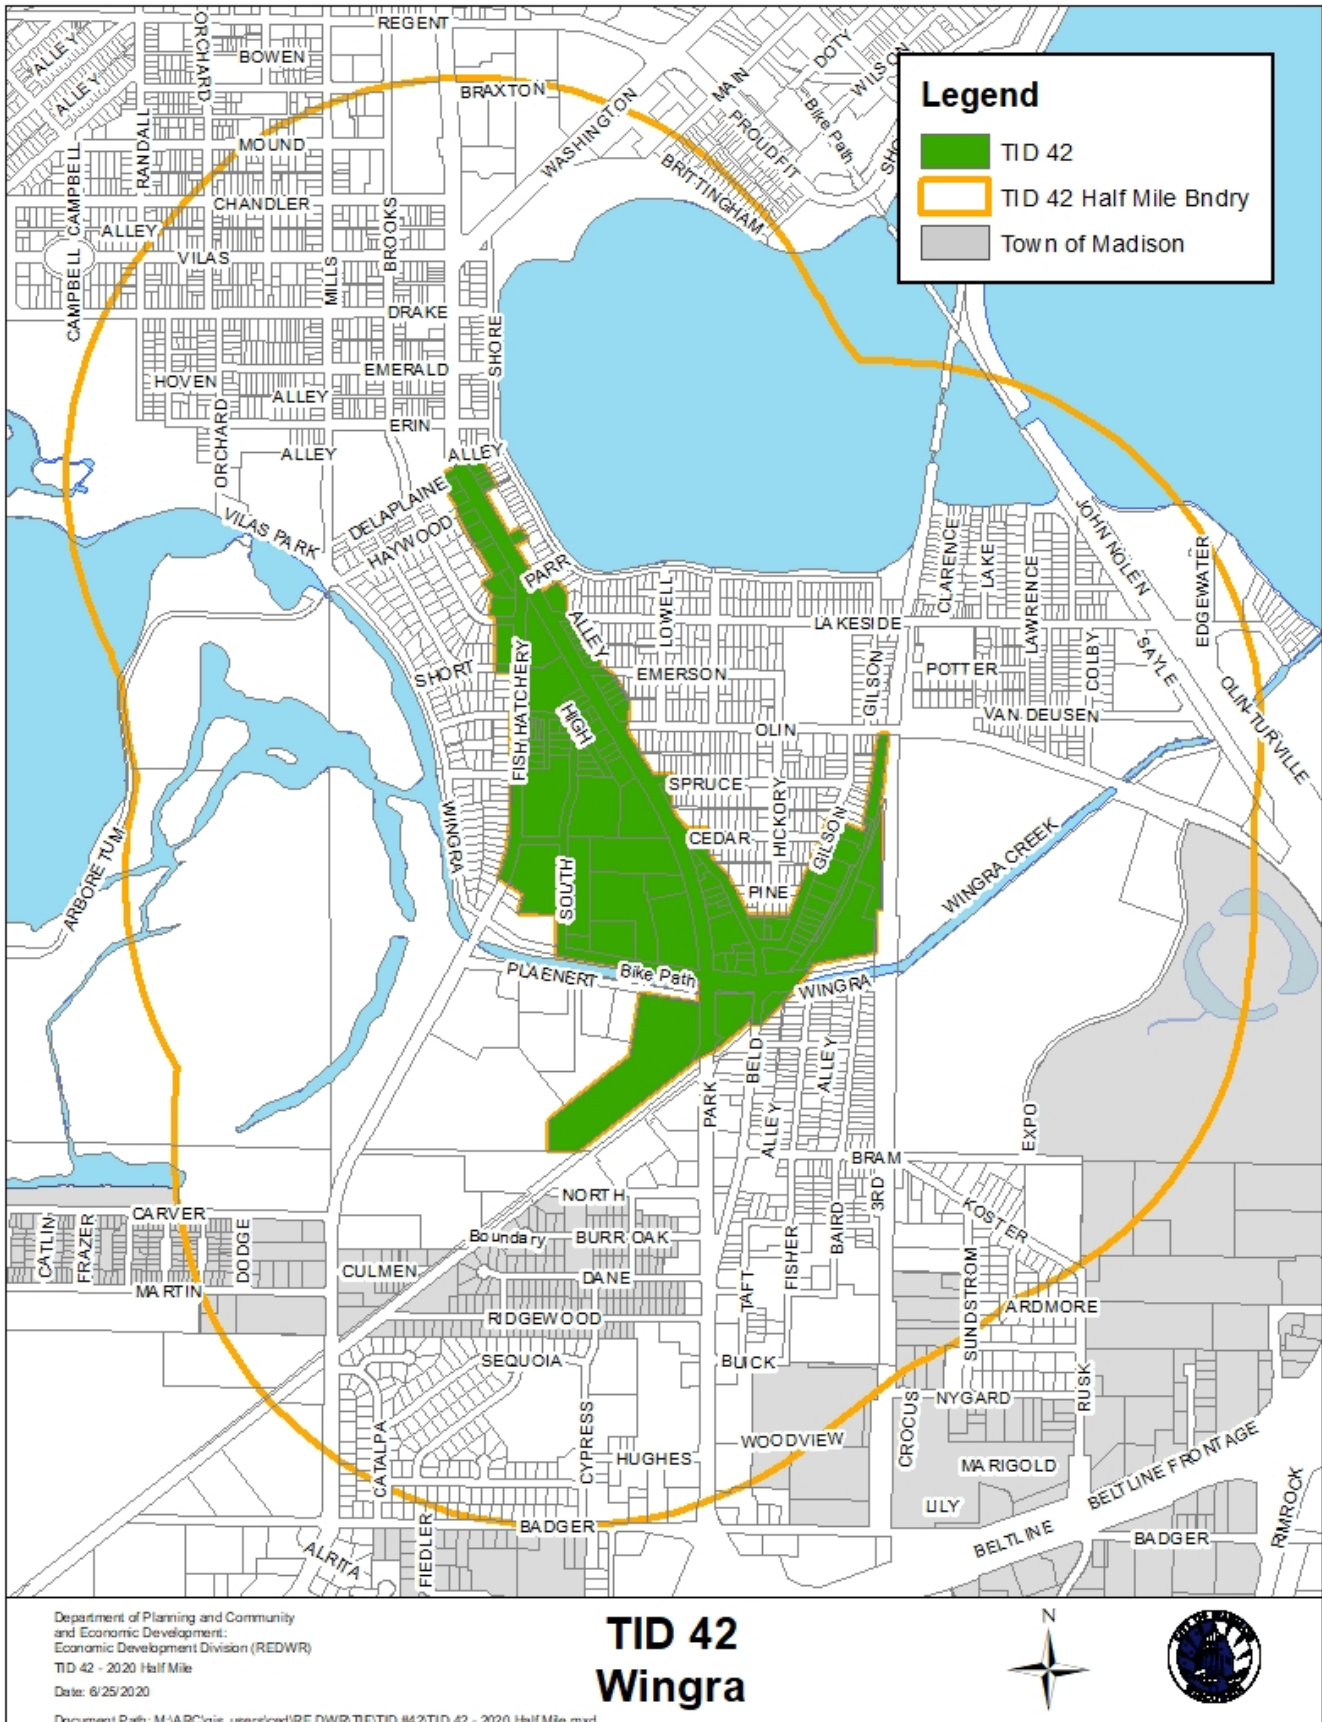 REGENT
ORCHARD
BOWEN
ALLEY
ALLEY
DOTY
WILSON
MAIN
BRAXTON
WASHINGTON
Bike Path
PROUDFIT
RANDALL
MOUND
BRITTINGHAM
CAMPBELL
CHANDLER
BROOKS
ALLEY
VILAS
CAMPBELL
MILLS
CAMPBELL
DRAKE
SHORE
EMERALD
HOVEN
ALLEY
ERIN
ORCHARD
ALLEY
ALLEY
DELAPLAINE
VILAS PARK
HAYWOOD
PARR
ALLEY
LOWELL
CLARENCE
LAKE
LAWRENCE
JOHN NOLEN
EDGEWATER
LAKESIDE
SHORT
FISH HATCHERY
EMERSON
GILSON
POTTER
COLBY
SAYLE
OLIN-TURVILLE
HIGH
OLIN
VAN DEUSEN
SPRUCE
HICKORY
CEDAR
GILSON
WINGRA
ARBORETUM
SOUTH
PINE
WINGRA CREEK
PLAENERT
Bike Path
WINGRA
BELD
ALLEY
PARK
ALLEY
EXPO
BRAM
3RD
NORTH
CARVER
KOSTER
CATLIN
FRAZER
DODGE
Boundary
BURR OAK
FISHER
BAIRD
CULMEN
DANE
MARTIN
TAFT
SUNDSTROM
ARDMORE
RIDGEWOOD
SEQUOIA
BUICK
RUSK
NYGARD
CROCUS
CATALPA
CYPRESS
WOODVIEW
HUGHES
MARIGOLD
BELTLINE FRONTAGE
LILY
BADGER
FIEDLER
ALRITA
BELTLINE
BADGER
RIMROCK
Legend
TID 42
TID 42 Half Mile Bndry
Town of Madison
Department of Planning and Community
and Economic Development:
Economic Development Division (REDWR)
TID 42 - 2020 Half Mile
Date: 6/25/2020
TID 42
Wingra
N